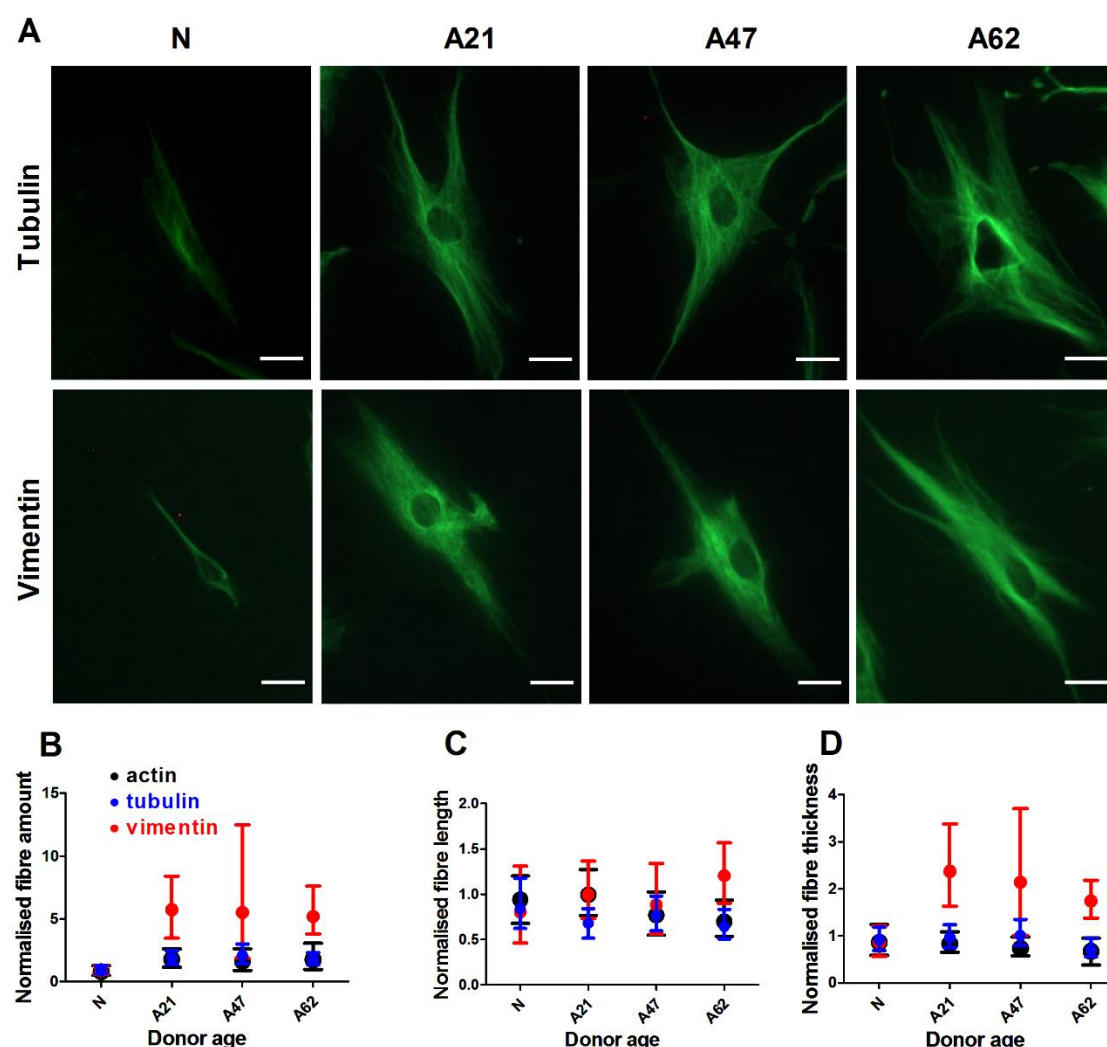 A
N A21 A47 A62
Tubulin
Vimentin
B
actin
tubulin
vimentin
Normalised fibre amount
15
10
5
0
N A21 A47 A62
Donor age
C
Normalised fibre length
2.0
1.5
1.0
0.5
0.0
N A21 A47 A62
Donor age
D
Normalised fibre thickness
4
3
2
1
0
N A21 A47 A62
Donor age